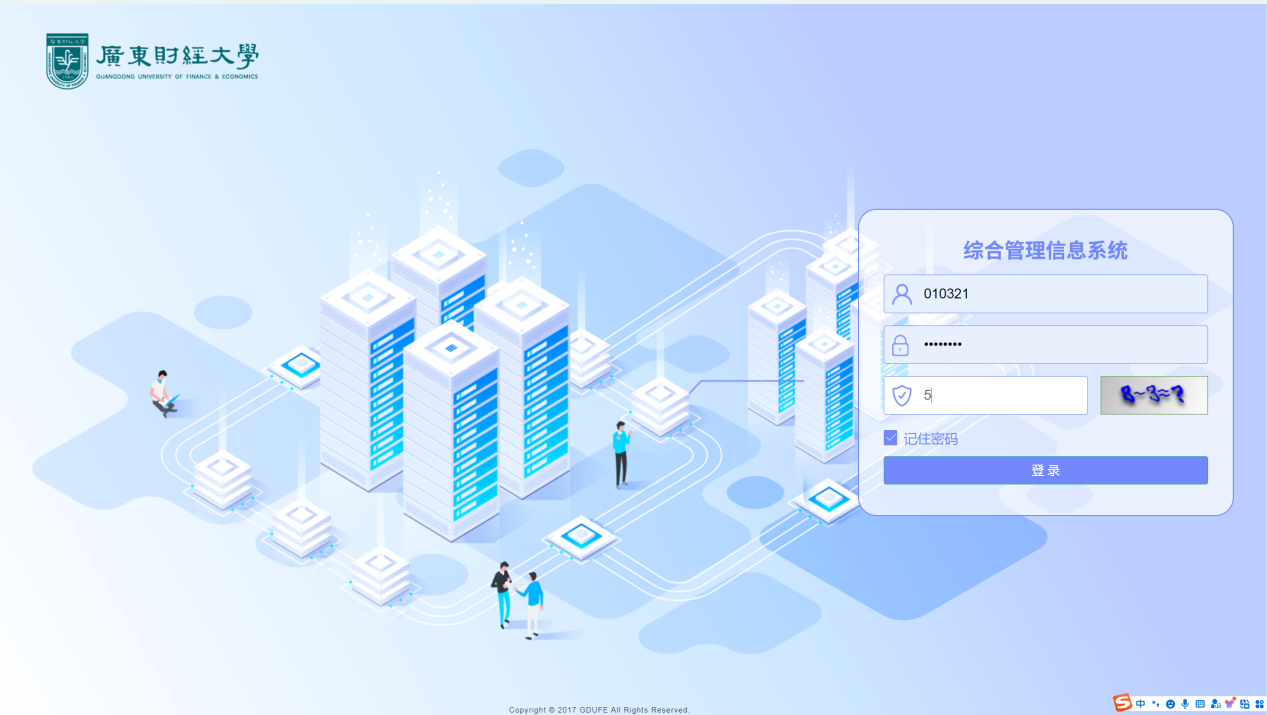 廣東財經大學
GUANGDONG UNIVERSITY OF FINANCE & ECONOMICS
综合管理信息系统
010321
••••••••
5
8-3=?
记住密码
登 录
Copyright © 2017 GDUFE All Rights Reserved.
S 中